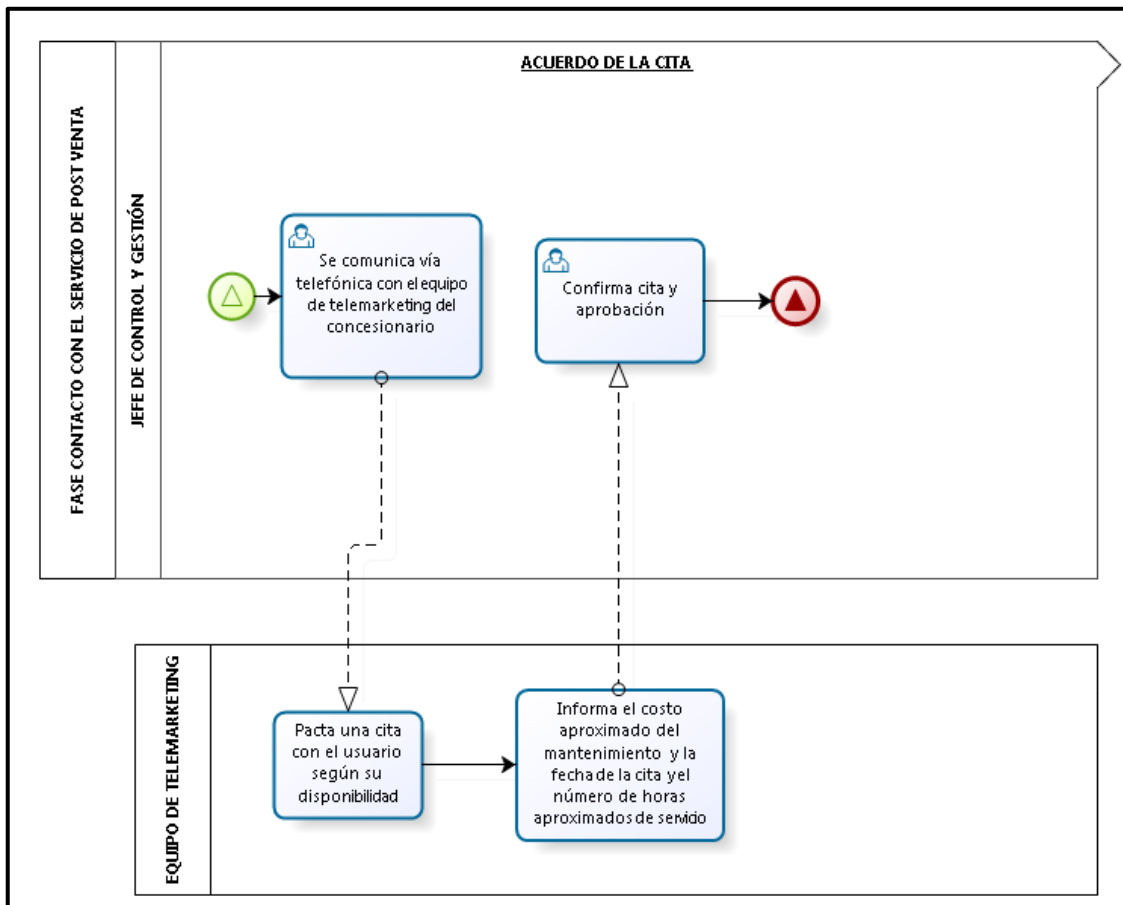 ACUERDO DE LA CITA
FASE CONTACTO CON EL SERVICIO DE POST VENTA
JEFE DE CONTROL Y GESTIÓN
Se comunica vía
telefónica con el equipo
de telemarketing del
concesionario
Confirma cita y
aprobación
EQUIPO DE TELEMARKETING
Pacta una cita
con el usuario
según su
disponibilidad
Informa el costo
aproximado del
mantenimiento y la
fecha de la cita y el
número de horas
aproximados de servicio